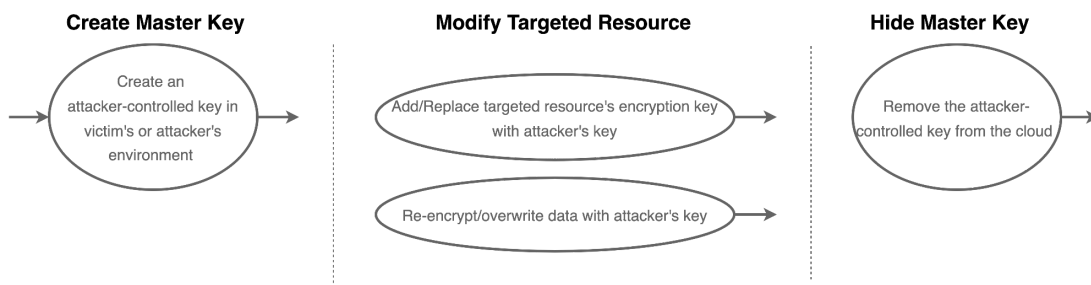 Create Master Key
Modify Targeted Resource
Hide Master Key
Create an
attacker-controlled key in
victim's or attacker's
environment
Add/Replace targeted resource's encryption key
with attacker's key
Re-encrypt/overwrite data with attacker's key
Remove the attacker-
controlled key from the cloud